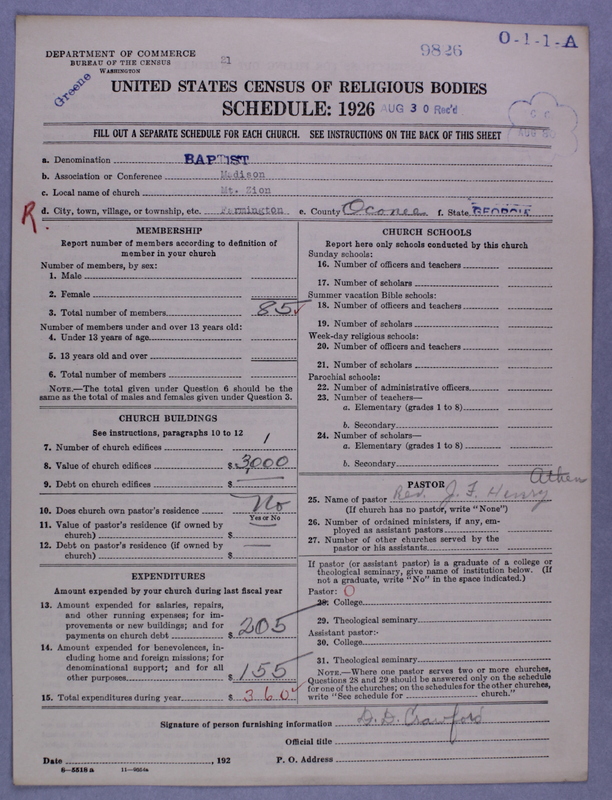 DEPARTMENT OF COMMERCE
BUREAU OF THE CENSUS
WASHINGTON
21
9826
O-1-1-A
Greene
UNITED STATES CENSUS OF RELIGIOUS BODIES
SCHEDULE: 1926
AUG 30 Rec'd
FILL OUT A SEPARATE SCHEDULE FOR EACH CHURCH. SEE INSTRUCTIONS ON THE BACK OF THIS SHEET
a. Denomination BAPTIST
b. Association or Conference Madison
c. Local name of church Mt. Zion
R
d. City, town, village, or township, etc. Farmington e. County Oconee f. State GEORGIA
MEMBERSHIP
Report number of members according to definition of
member in your church
Number of members, by sex:
1. Male
2. Female
3. Total number of members 85
Number of members under and over 13 years old:
4. Under 13 years of age
5. 13 years old and over
6. Total number of members
NOTE.—The total given under Question 6 should be the
same as the total of males and females given under Question 3.
CHURCH BUILDINGS
See instructions, paragraphs 10 to 12
7. Number of church edifices 1
8. Value of church edifices $ 3,000
9. Debt on church edifices $
10. Does church own pastor's residence No
Yes or No
11. Value of pastor's residence (if owned by
church) $
12. Debt on pastor's residence (if owned by
church) $
EXPENDITURES
Amount expended by your church during last fiscal year
13. Amount expended for salaries, repairs,
and other running expenses; for im-
provements or new buildings; and for
payments on church debt $ 205
14. Amount expended for benevolences, in-
cluding home and foreign missions; for
denominational support; and for all
other purposes $ 155
15. Total expenditures during year $ 360
CHURCH SCHOOLS
Report here only schools conducted by this church
Sunday schools:
16. Number of officers and teachers
17. Number of scholars
Summer vacation Bible schools:
18. Number of officers and teachers
19. Number of scholars
Week-day religious schools:
20. Number of officers and teachers
21. Number of scholars
Parochial schools:
22. Number of administrative officers
23. Number of teachers—
a. Elementary (grades 1 to 8)
b. Secondary
24. Number of scholars—
a. Elementary (grades 1 to 8)
b. Secondary
PASTOR
Athen
25. Name of pastor Rev. J. F. Henry
(If church has no pastor, write "None")
26. Number of ordained ministers, if any, em-
ployed as assistant pastors
27. Number of other churches served by the
pastor or his assistants
If pastor (or assistant pastor) is a graduate of a college or
theological seminary, give name of institution below. (If
not a graduate, write "No" in the space indicated.)
Pastor: O
28. College
29. Theological seminary
Assistant pastor:
30. College
31. Theological seminary
NOTE.—Where one pastor serves two or more churches,
Questions 28 and 29 should be answered only on the schedule
for one of the churches; on the schedules for the other churches,
write "See schedule for church."
Signature of person furnishing information G. D. Crawford
Official title
Date , 192 P. O. Address
6—5518a